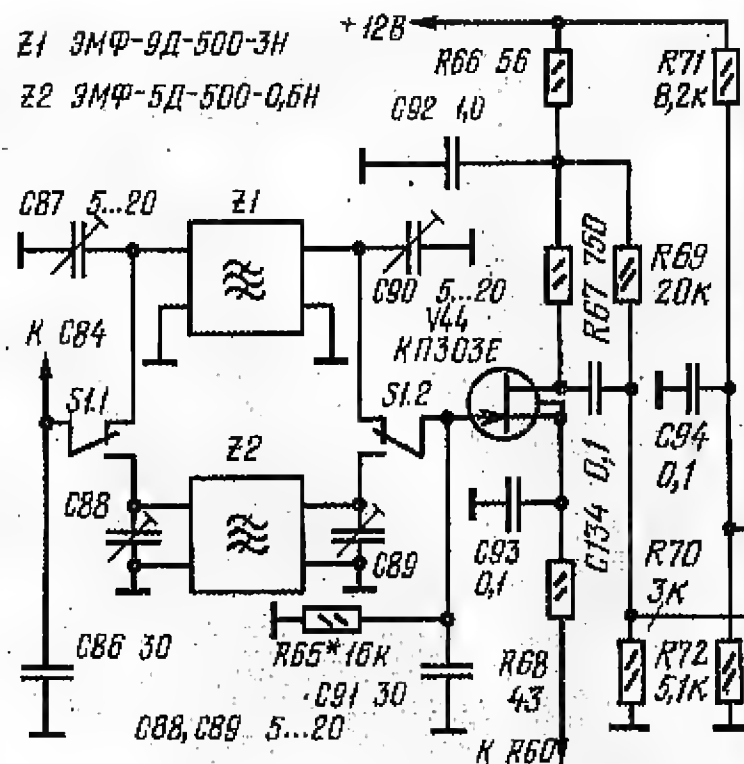 Z1 ЭМФ-9Д-500-3Н
+12В
Z2 ЭМФ-5Д-500-0,6Н
R66 56
R71
8,2к
C92 1,0
C87 5...20
Z1
R67 750
R69
20к
C90 5...20
V44
КП303Е
К C84
S1.1
S1.2
C94
0,1
Z2
C88
C89
C93
0,1
C134 0,1
R70
3к
R65* 16к
C86 30
C91 30
R68
43
R72
5,1к
C88, C89 5...20
К R60